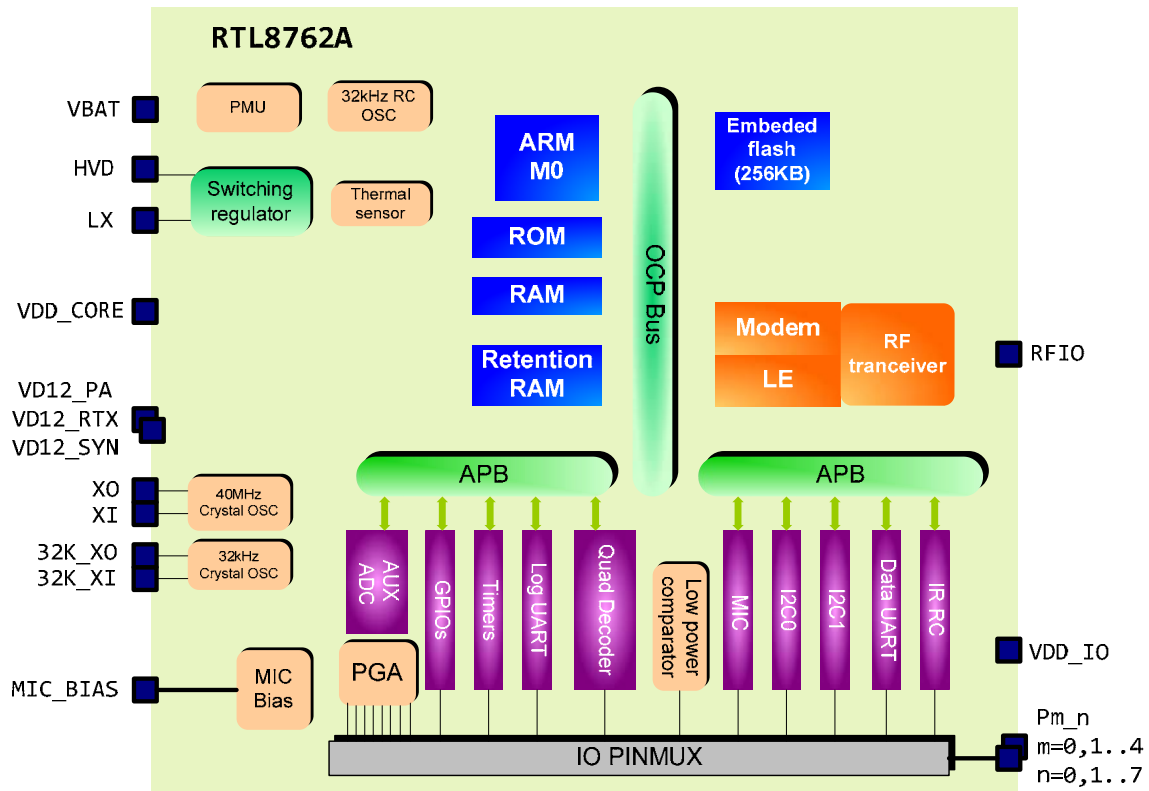 RTL8762A
VBAT
HVD
LX
VDD_CORE
VD12_PA
VD12_RTX
VD12_SYN
XO
XI
32K_XO
32K_XI
MIC_BIAS
PMU
32kHz RC
OSC
Switching
regulator
Thermal
sensor
40MHz
Crystal OSC
32kHz
Crystal OSC
MIC
Bias
ARM
M0
ROM
RAM
Retention
RAM
OCP Bus
Embeded
flash
(256KB)
Modem
LE
RF
tranceiver
APB
APB
AUX
ADC
GPIOs
Timers
Log UART
Quad Decoder
Low power
comparator
MIC
I2C0
I2C1
Data UART
IR RC
PGA
IO PINMUX
RFIO
VDD_IO
Pm_n
m=0,1..4
n=0,1..7